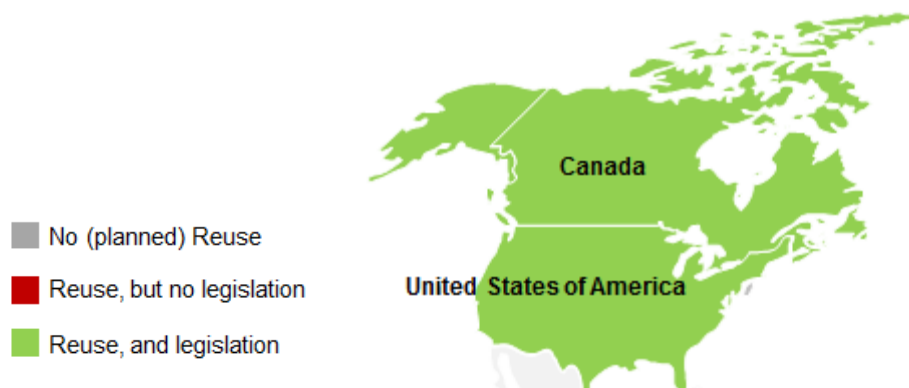 Canada
No (planned) Reuse
Reuse, but no legislation
United States of America
Reuse, and legislation